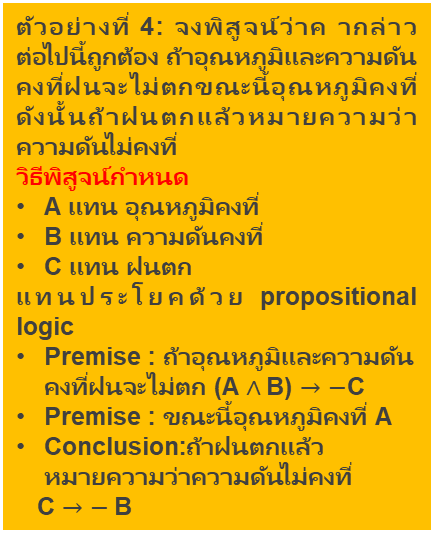 ตัวอย่างที่ 4: จงพิสูจน์ว่าค ากล่าว
ต่อไปนี้ถูกต้อง ถ้าอุณหภูมิและความดัน
คงที่ฝนจะไม่ตกขณะนี้อุณหภูมิคงที่
ดังนั้นถ้าฝนตกแล้วหมายความว่า
ความดันไม่คงที่
วิธีพิสูจน์กำหนด
• A แทน อุณหภูมิคงที่
• B แทน ความดันคงที่
• C แทน ฝนตก
แทนประโยคด้วย propositional
logic
• Premise : ถ้าอุณหภูมิและความดัน
คงที่ฝนจะไม่ตก (A ∧ B) → −C
• Premise : ขณะนี้อุณหภูมิคงที่ A
• Conclusion:ถ้าฝนตกแล้ว
หมายความว่าความดันไม่คงที่
C → − B